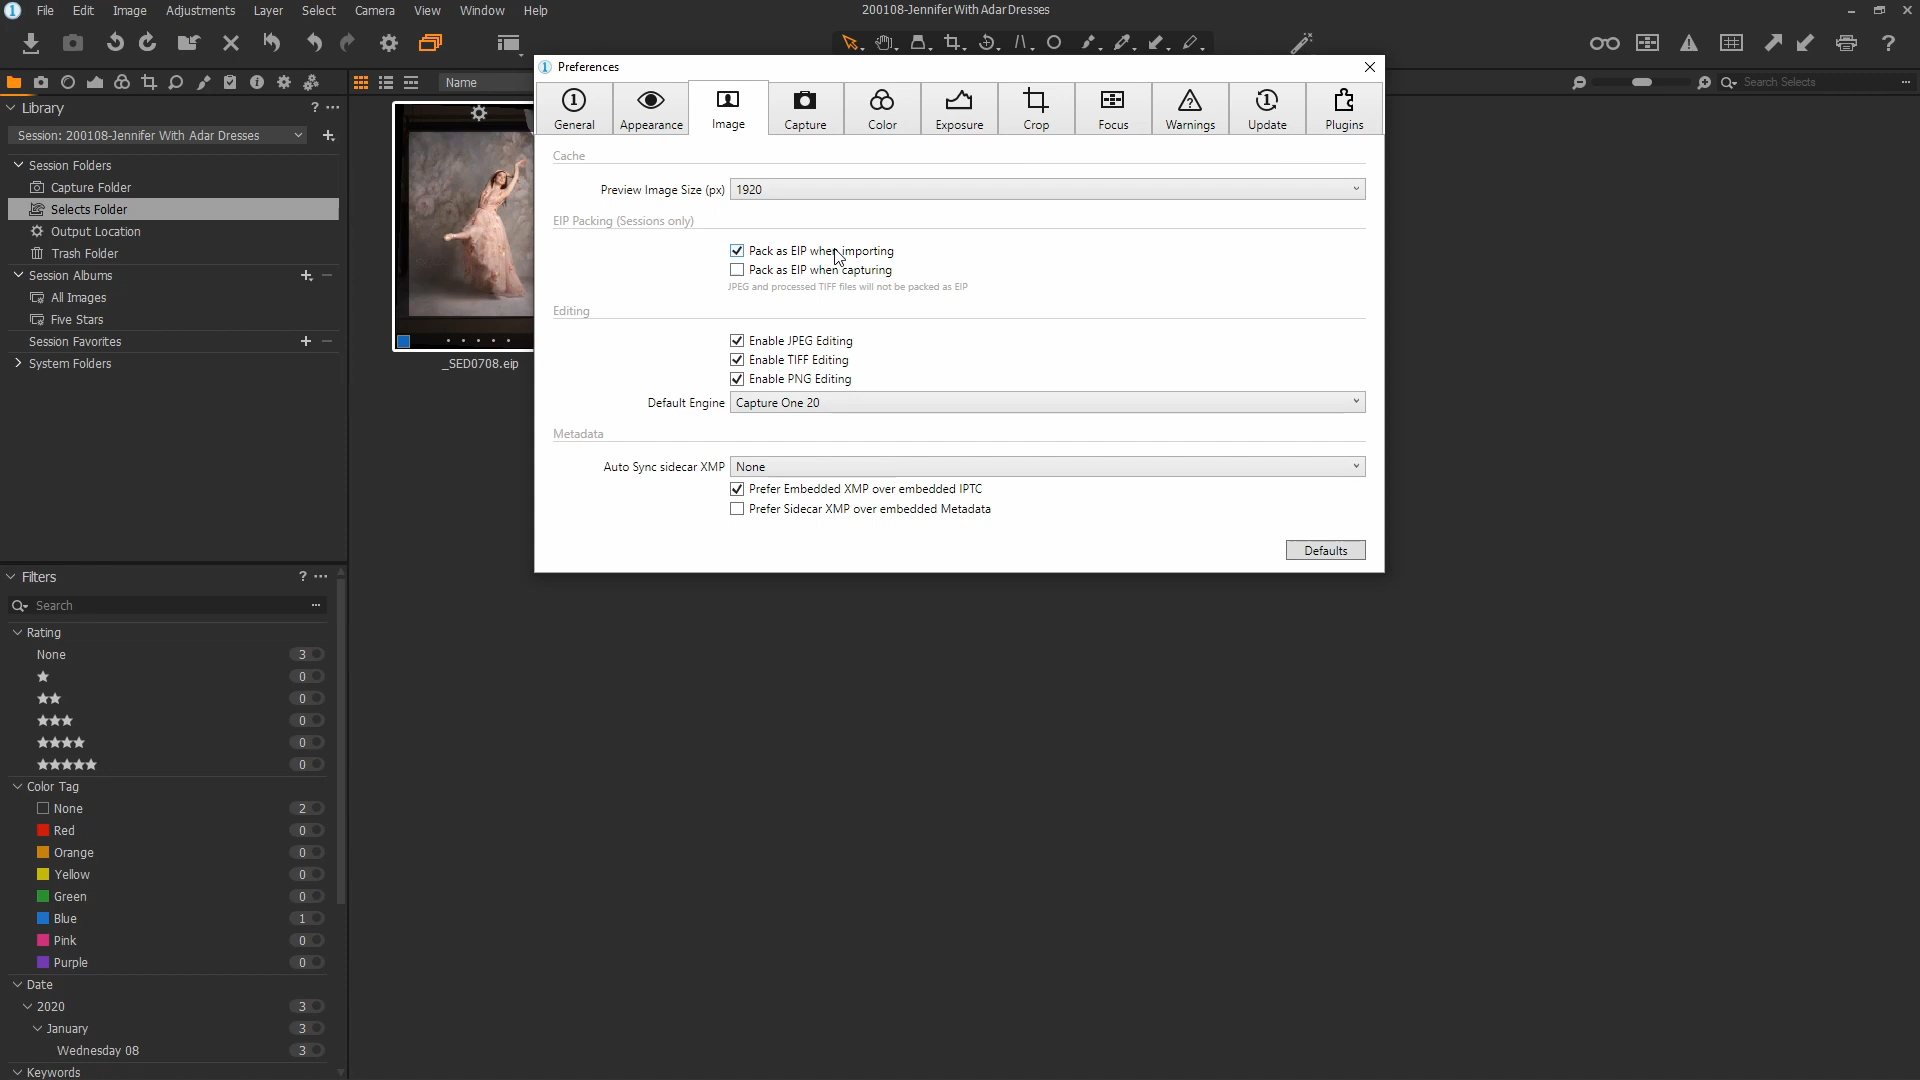 File Edit Image Adjustments Layer Select Camera View Window Help
200108-Jennifer With Adar Dresses
Name
Search Selects
Library
Session: 200108-Jennifer With Adar Dresses
Session Folders
Capture Folder
Selects Folder
Output Location
Trash Folder
Session Albums
All Images
Five Stars
Session Favorites
System Folders
_SED0708.eip
Preferences
General Appearance Image Capture Color Exposure Crop Focus Warnings Update Plugins
Cache
Preview Image Size (px) 1920
EIP Packing (Sessions only)
Pack as EIP when importing
Pack as EIP when capturing
JPEG and processed TIFF files will not be packed as EIP
Editing
Enable JPEG Editing
Enable TIFF Editing
Enable PNG Editing
Default Engine Capture One 20
Metadata
Auto Sync sidecar XMP None
Prefer Embedded XMP over embedded IPTC
Prefer Sidecar XMP over embedded Metadata
Defaults
Filters
Search
Rating
None 3
0
0
0
0
0
Color Tag
None 2
Red 0
Orange 0
Yellow 0
Green 0
Blue 1
Pink 0
Purple 0
Date
2020 3
January 3
Wednesday 08 3
Keywords